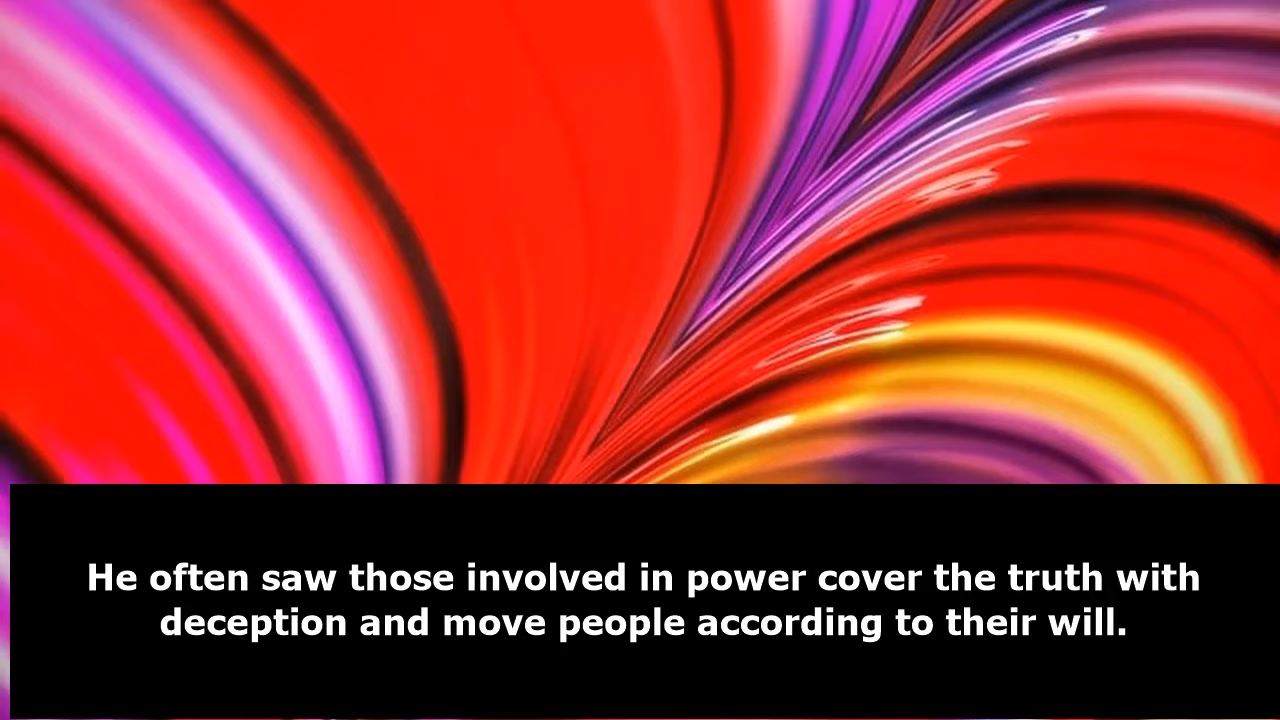 He often saw those involved in power cover the truth with
deception and move people according to their will.